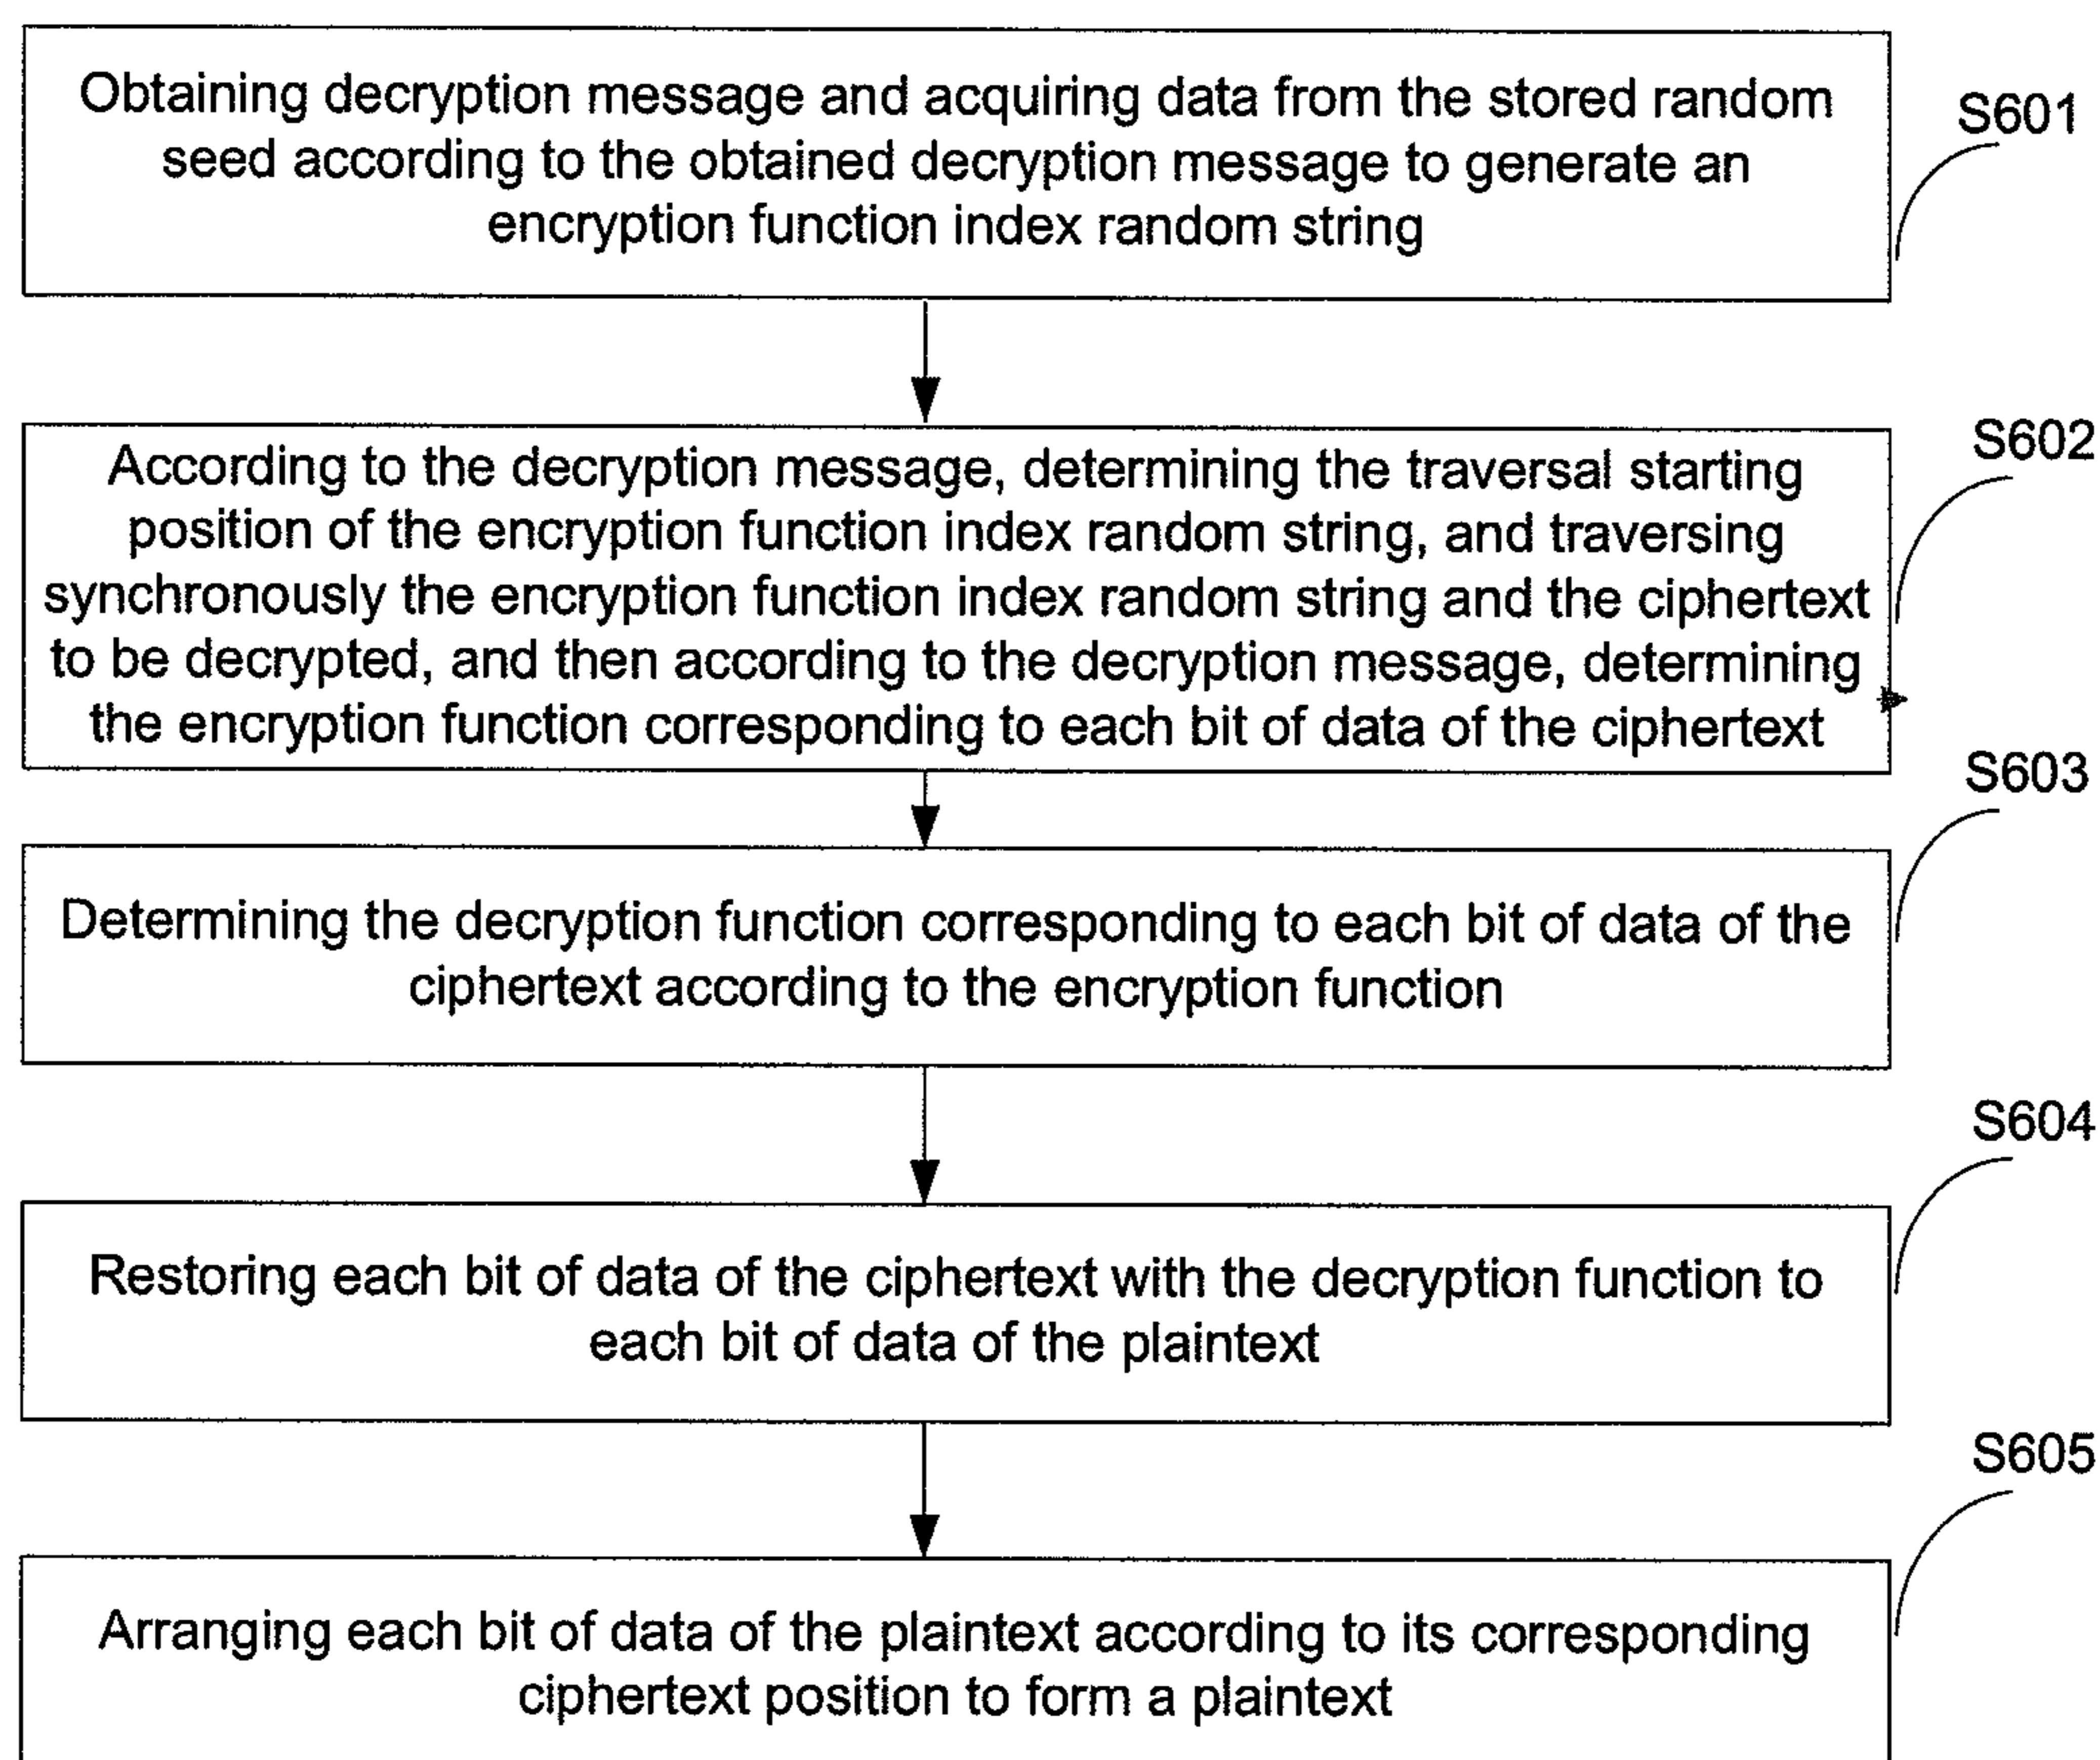 Obtaining decryption message and acquiring data from the stored random
seed according to the obtained decryption message to generate an
encryption function index random string
S601
According to the decryption message, determining the traversal starting
position of the encryption function index random string, and traversing
synchronously the encryption function index random string and the ciphertext
to be decrypted, and then according to the decryption message, determining
the encryption function corresponding to each bit of data of the ciphertext
S602
Determining the decryption function corresponding to each bit of data of the
ciphertext according to the encryption function
S603
Restoring each bit of data of the ciphertext with the decryption function to
each bit of data of the plaintext
S604
Arranging each bit of data of the plaintext according to its corresponding
ciphertext position to form a plaintext
S605